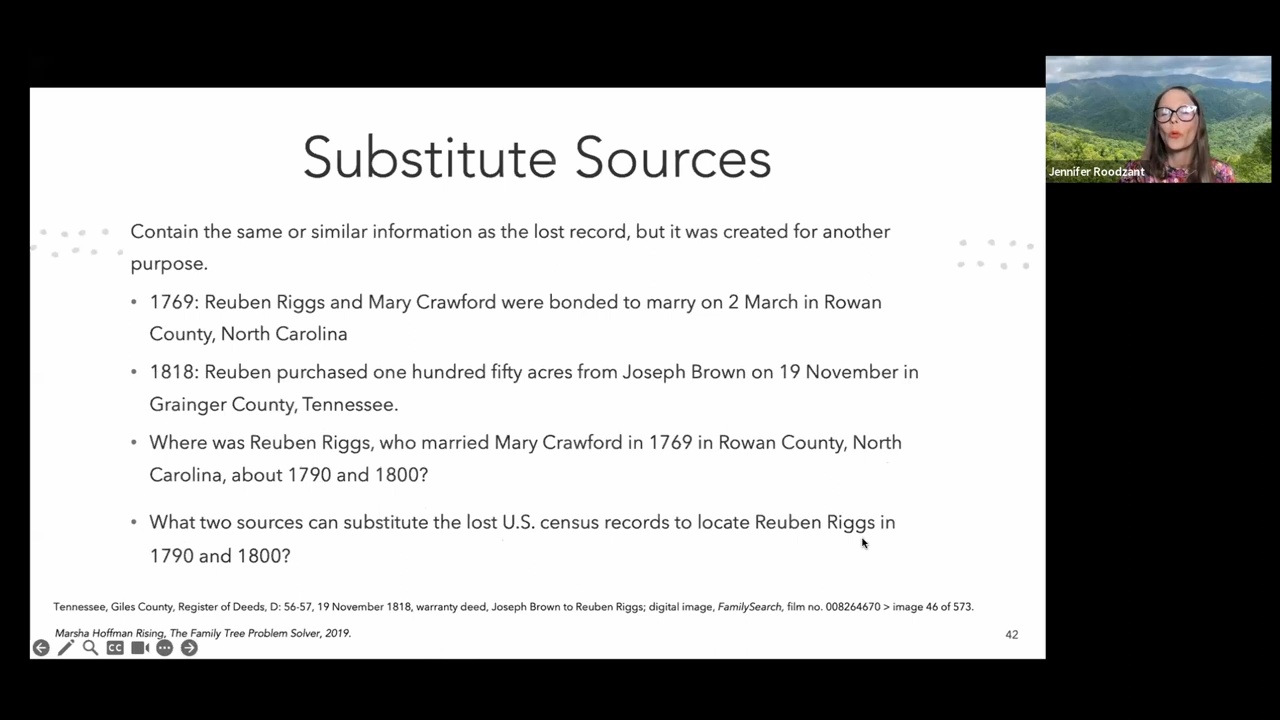 Substitute Sources
Jennifer Roodzant
Contain the same or similar information as the lost record, but it was created for another
purpose.
• 1769: Reuben Riggs and Mary Crawford were bonded to marry on 2 March in Rowan
County, North Carolina
• 1818: Reuben purchased one hundred fifty acres from Joseph Brown on 19 November in
Grainger County, Tennessee.
• Where was Reuben Riggs, who married Mary Crawford in 1769 in Rowan County, North
Carolina, about 1790 and 1800?
• What two sources can substitute the lost U.S. census records to locate Reuben Riggs in
1790 and 1800?
Tennessee, Giles County, Register of Deeds, D: 56-57, 19 November 1818, warranty deed, Joseph Brown to Reuben Riggs; digital image, FamilySearch, film no. 008264670 > image 46 of 573.
Marsha Hoffman Rising, The Family Tree Problem Solver, 2019.
42
CC